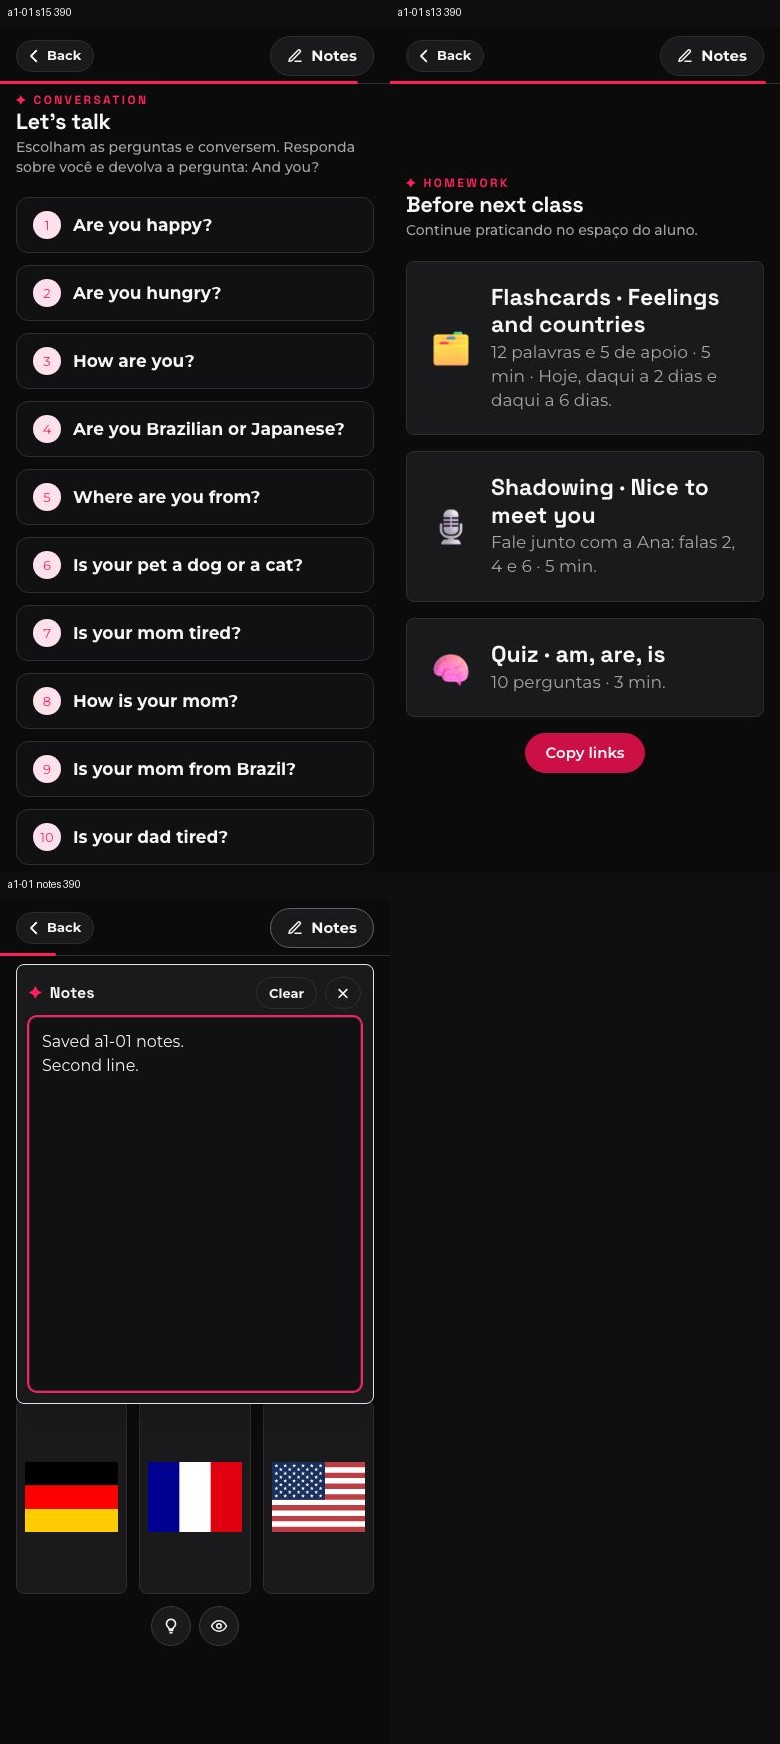 a1-01 s15 390
Back
Notes
CONVERSATION
Let's talk
Escolham as perguntas e conversem. Responda
sobre você e devolva a pergunta: And you?
1 Are you happy?
2 Are you hungry?
3 How are you?
4 Are you Brazilian or Japanese?
5 Where are you from?
6 Is your pet a dog or a cat?
7 Is your mom tired?
8 How is your mom?
9 Is your mom from Brazil?
10 Is your dad tired?
a1-01 s13 390
Back
Notes
HOMEWORK
Before next class
Continue praticando no espaço do aluno.
Flashcards · Feelings
and countries
12 palavras e 5 de apoio · 5
min · Hoje, daqui a 2 dias e
daqui a 6 dias.
Shadowing · Nice to
meet you
Fale junto com a Ana: falas 2,
4 e 6 · 5 min.
Quiz · am, are, is
10 perguntas · 3 min.
Copy links
a1-01 notes 390
Back
Notes
Notes
Clear
Saved a1-01 notes.
Second line.